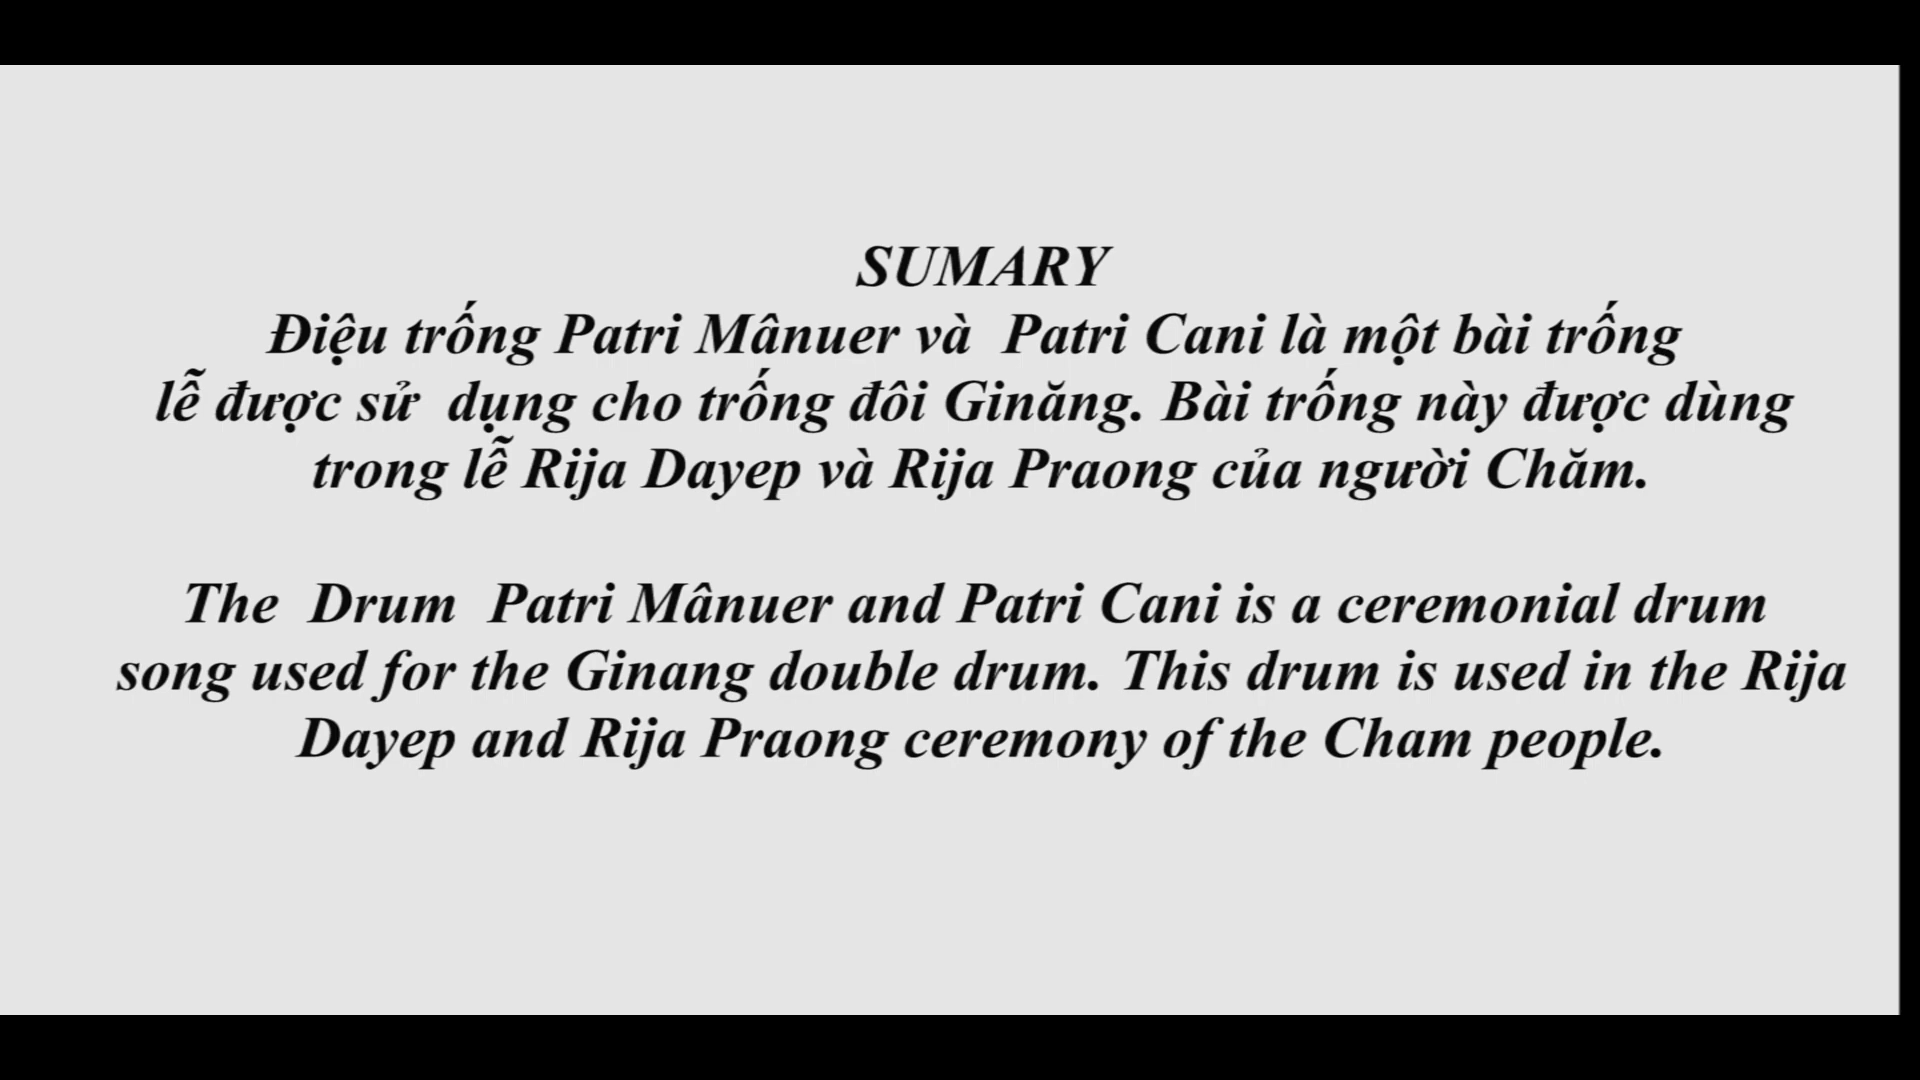 SUMARY
Điệu trống Patri Mânuer và Patri Cani là một bài trống
lễ được sử dụng cho trống đôi Ginăng. Bài trống này được dùng
trong lễ Rija Dayep và Rija Praong của người Chăm.
The Drum Patri Mânuer and Patri Cani is a ceremonial drum
song used for the Ginang double drum. This drum is used in the Rija
Dayep and Rija Praong ceremony of the Cham people.